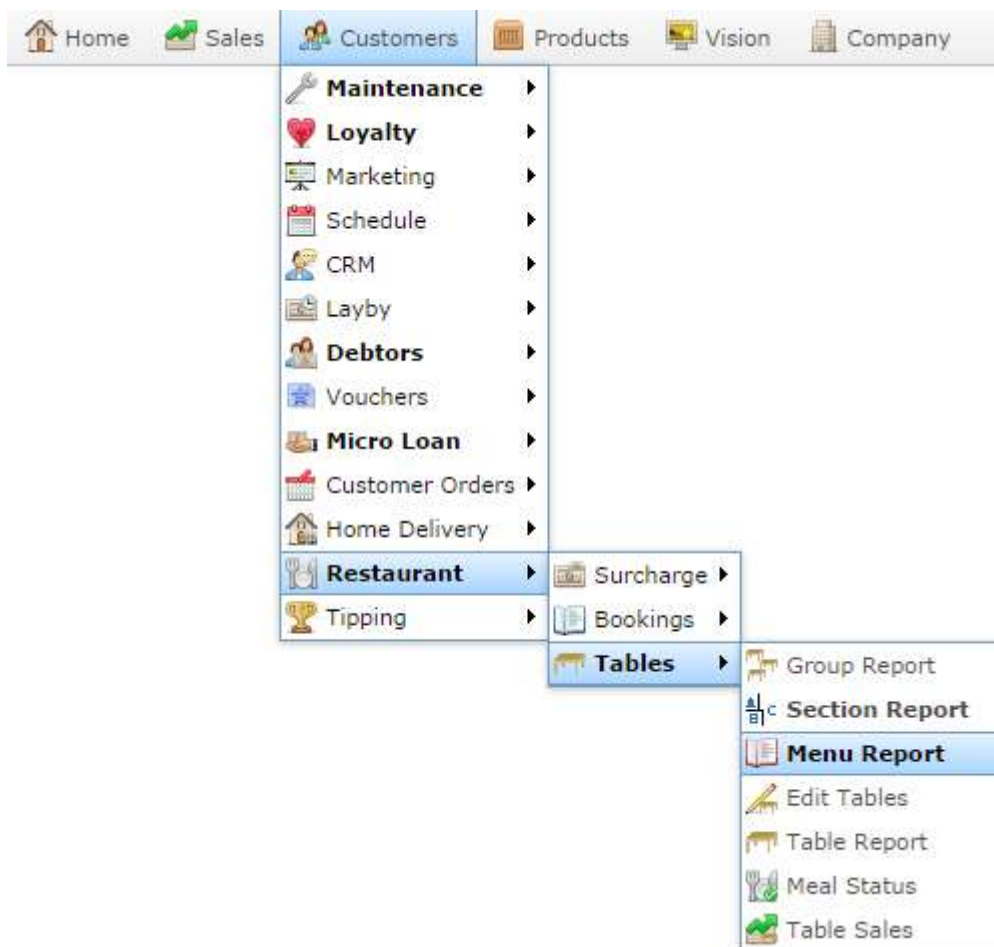 Home Sales Customers Products Vision Company
Maintenance
Loyalty
Marketing
Schedule
CRM
Layby
Debtors
Vouchers
Micro Loan
Customer Orders
Home Delivery
Restaurant
Tipping
Surcharge
Bookings
Tables
Group Report
Section Report
Menu Report
Edit Tables
Table Report
Meal Status
Table Sales